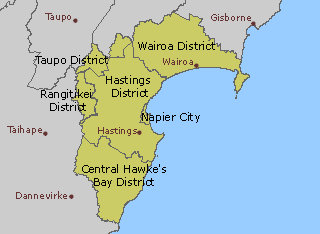 Taupo
Gisborne
Wairoa District
Taupo District
Wairoa
Hastings
District
Rangitikei
District
Napier City
Taihape
Hastings
Central Hawke's
Bay District
Dannevirke